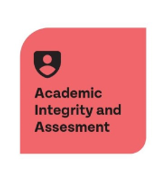 Academic
Integrity and
Assesment